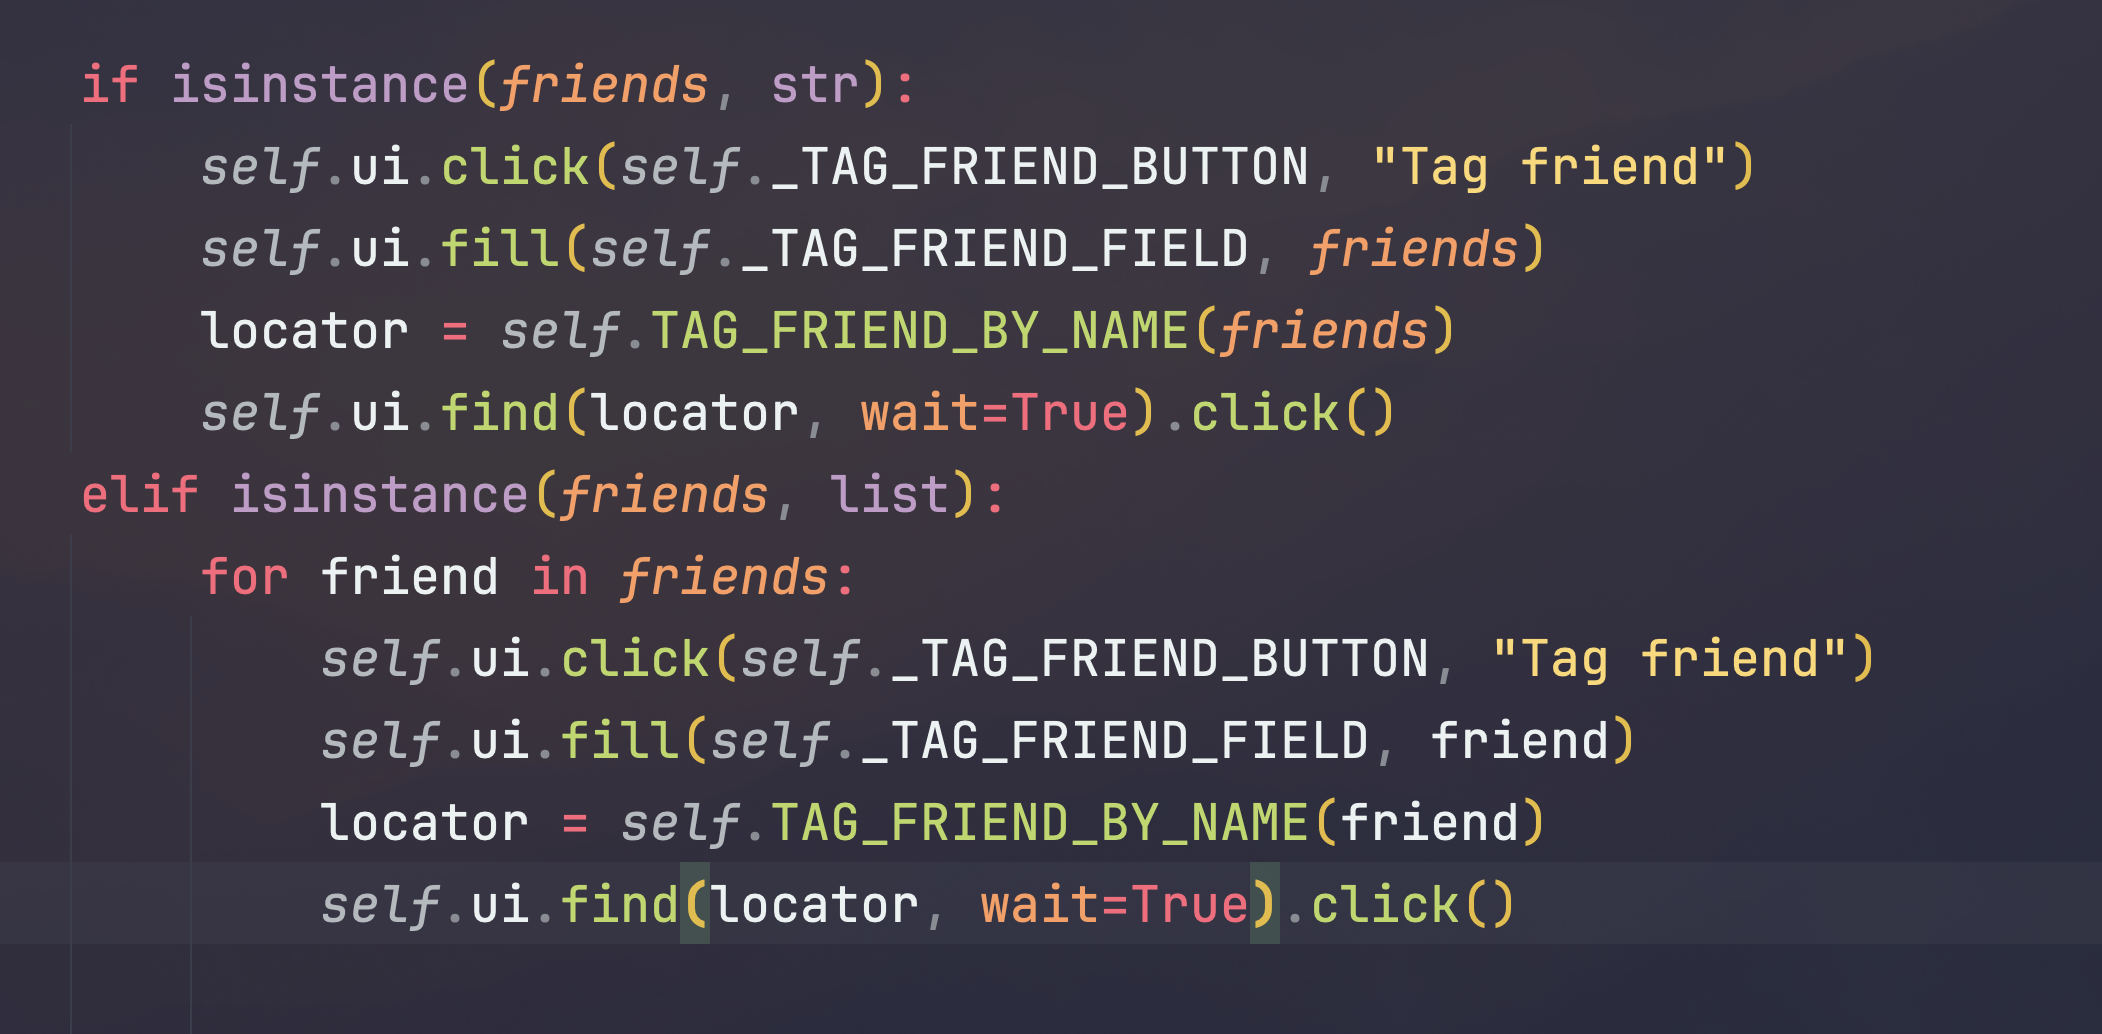 if isinstance(friends, str):
    self.ui.click(self._TAG_FRIEND_BUTTON, "Tag friend")
    self.ui.fill(self._TAG_FRIEND_FIELD, friends)
    locator = self.TAG_FRIEND_BY_NAME(friends)
    self.ui.find(locator, wait=True).click()
elif isinstance(friends, list):
    for friend in friends:
        self.ui.click(self._TAG_FRIEND_BUTTON, "Tag friend")
        self.ui.fill(self._TAG_FRIEND_FIELD, friend)
        locator = self.TAG_FRIEND_BY_NAME(friend)
        self.ui.find(locator, wait=True).click()